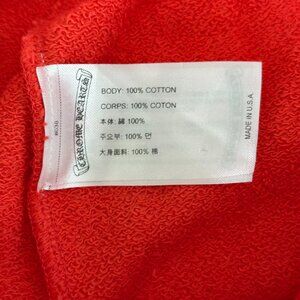 CHROME HEARTS
BODY: 100% COTTON
CORPS: 100% COTON
本体: 綿 100%
주요부: 100% 면
大身面料: 100% 棉
MADE IN U.S.A.